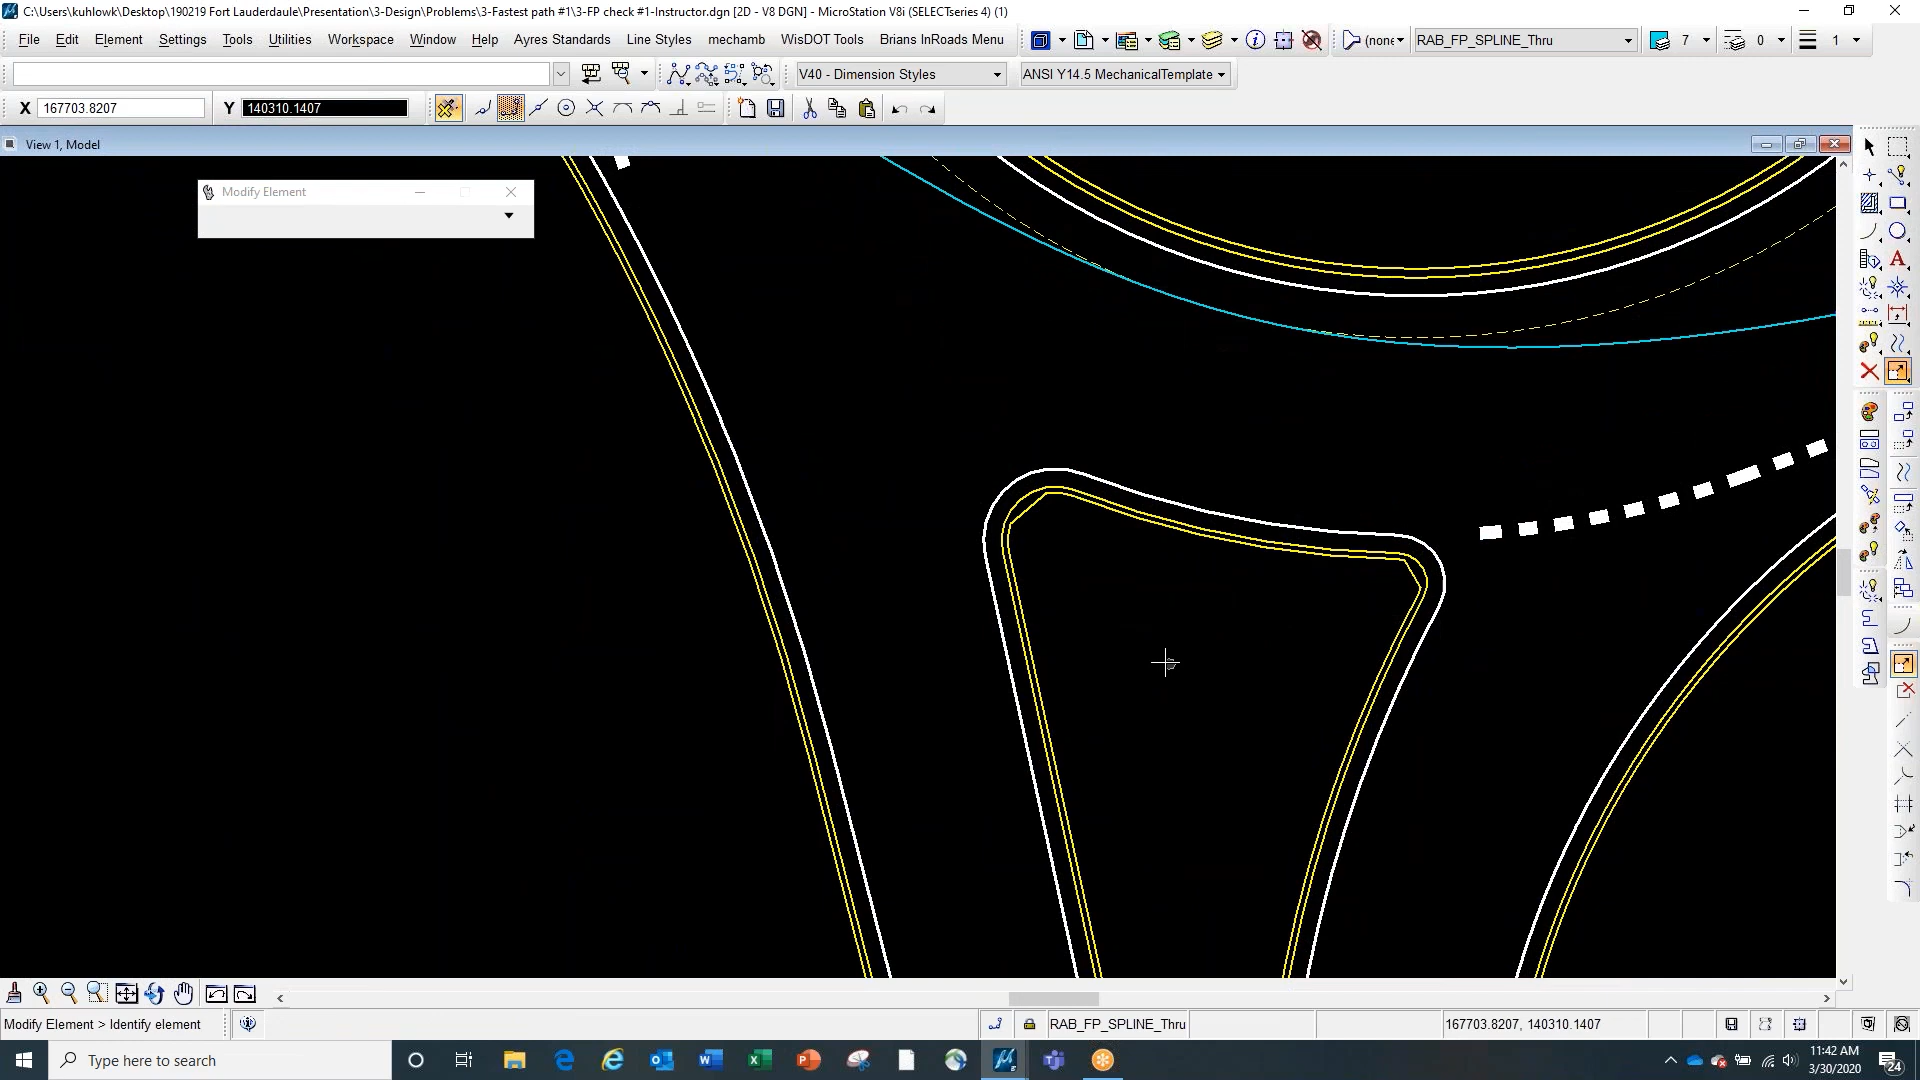 C:\Users\kuhlowk\Desktop\190219 Fort Lauderdaule\Presentation\3-Design\Problems\3-Fastest path #1\3-FP check #1-Instructor.dgn [2D - V8 DGN] - MicroStation V8i (SELECTseries 4) (1)
File Edit Element Settings Tools Utilities Workspace Window Help Ayres Standards Line Styles mechamb WisDOT Tools Brians InRoads Menu (none RAB_FP_SPLINE_Thru 7 0 1
V40 - Dimension Styles ANSI Y14.5 MechanicalTemplate
X 167703.8207 Y 140310.1407
View 1, Model
Modify Element
Modify Element > Identify element RAB_FP_SPLINE_Thru 167703.8207, 140310.1407
Type here to search
11:42 AM
3/30/2020
24